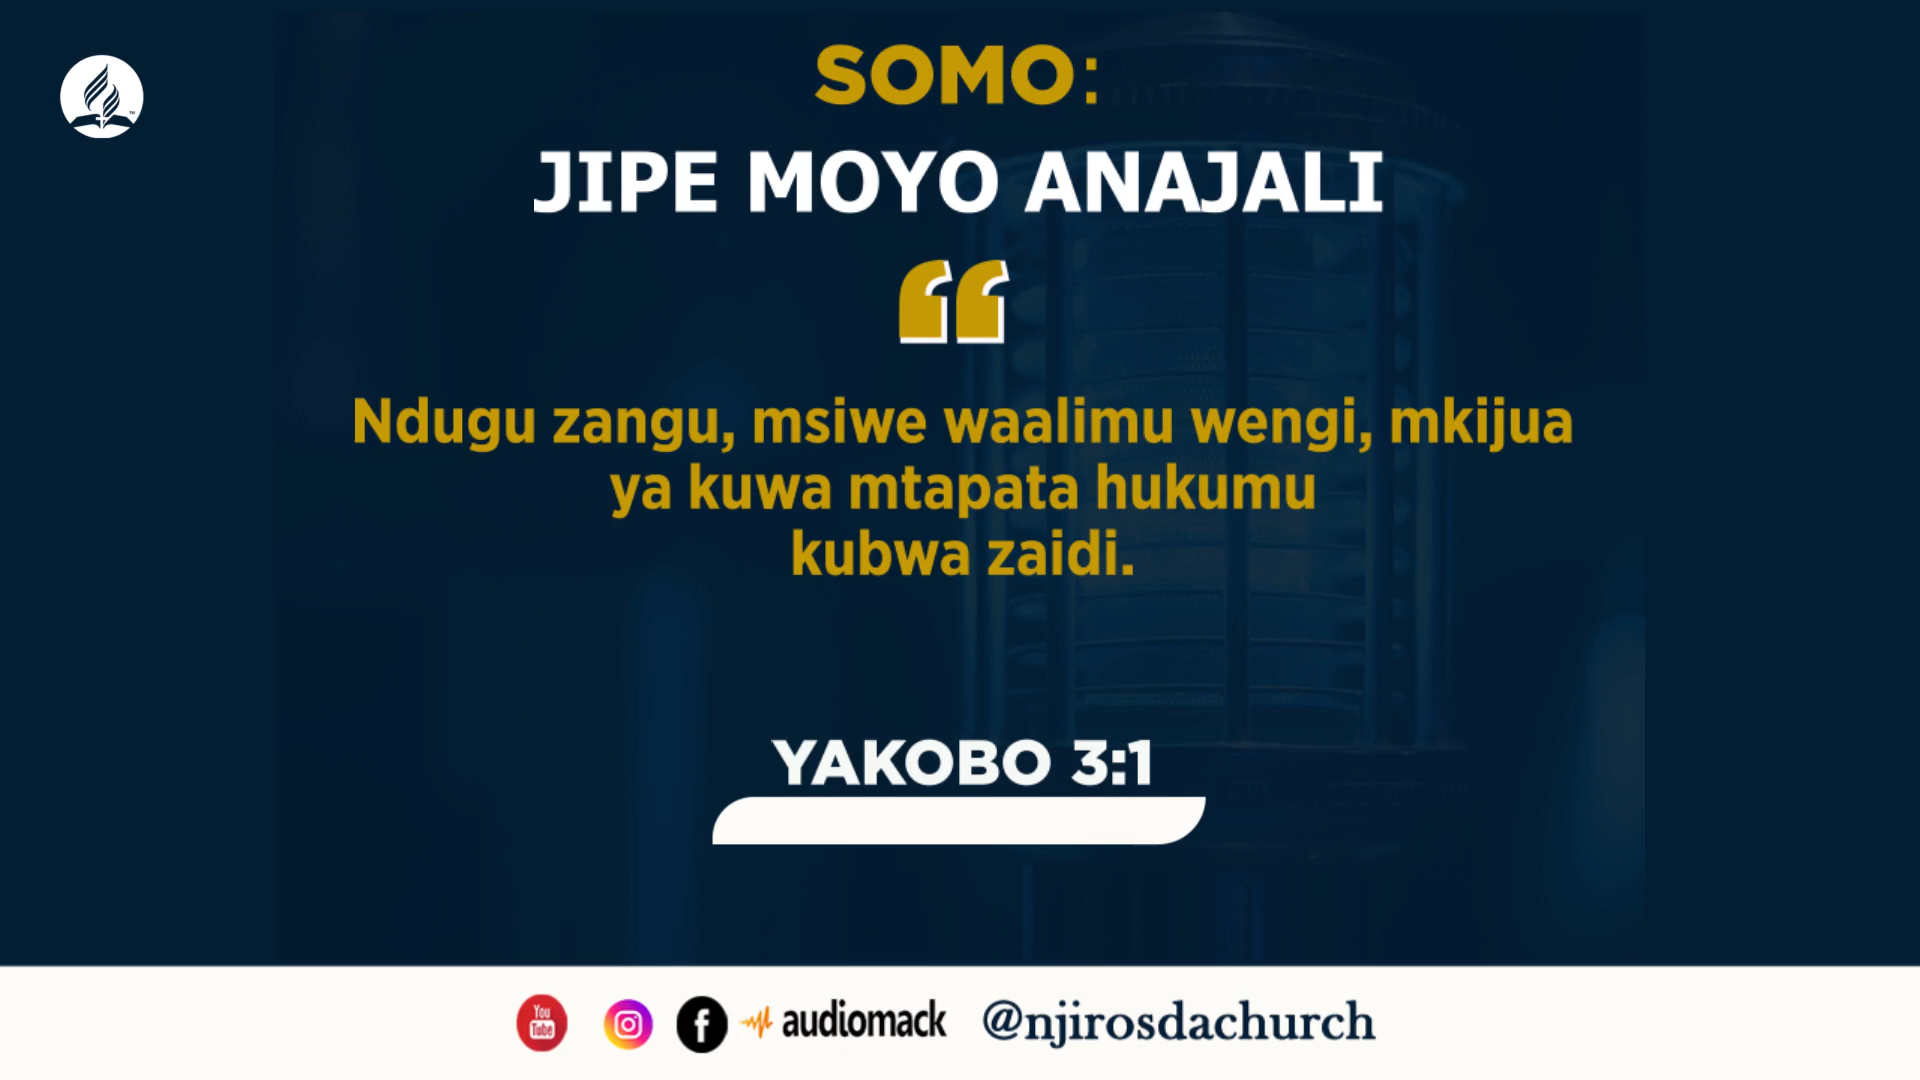 SOMO:
JIPE MOYO ANAJALI
“
Ndugu zangu, msiwe waalimu wengi, mkijua
ya kuwa mtapata hukumu
kubwa zaidi.
YAKOBO 3:1
You Tube audiomack @njirosdachurch